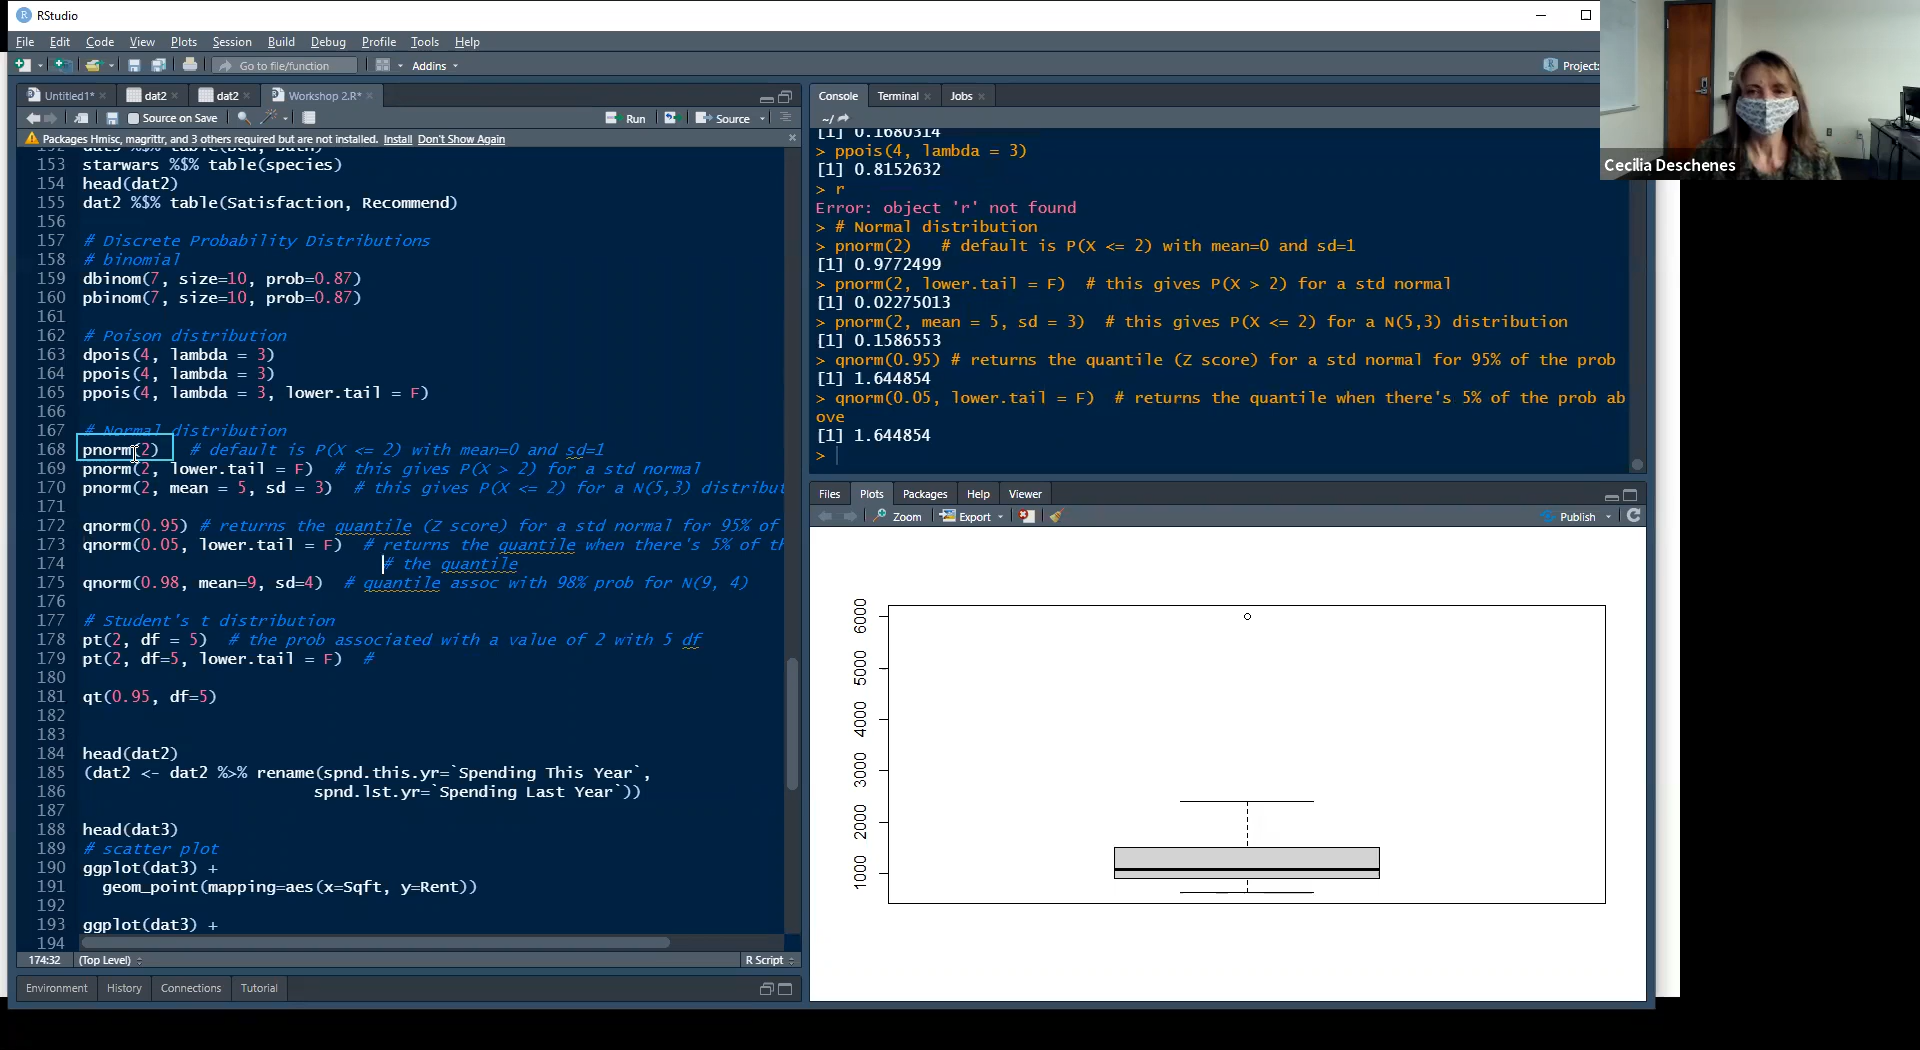 RStudio
File Edit Code View Plots Session Build Debug Profile Tools Help
Go to file/function Addins Project:
Untitled1* dat2 dat2 Workshop 2.R*
Source on Save Run Source
Packages Hmisc, magrittr, and 3 others required but are not installed. Install Don't Show Again
153 starwars %$% table(species)
154 head(dat2)
155 dat2 %$% table(Satisfaction, Recommend)
156
157 # Discrete Probability Distributions
158 # binomial
159 dbinom(7, size=10, prob=0.87)
160 pbinom(7, size=10, prob=0.87)
161
162 # Poison distribution
163 dpois(4, lambda = 3)
164 ppois(4, lambda = 3)
165 ppois(4, lambda = 3, lower.tail = F)
166
167 # Normal distribution
168 pnorm(2) # default is P(X <= 2) with mean=0 and sd=1
169 pnorm(2, lower.tail = F) # this gives P(X > 2) for a std normal
170 pnorm(2, mean = 5, sd = 3) # this gives P(X <= 2) for a N(5,3) distribut
171
172 qnorm(0.95) # returns the quantile (Z score) for a std normal for 95% of
173 qnorm(0.05, lower.tail = F) # returns the quantile when there's 5% of th
174 # the quantile
175 qnorm(0.98, mean=9, sd=4) # quantile assoc with 98% prob for N(9, 4)
176
177 # Student's t distribution
178 pt(2, df = 5) # the prob associated with a value of 2 with 5 df
179 pt(2, df=5, lower.tail = F) #
180
181 qt(0.95, df=5)
182
183
184 head(dat2)
185 (dat2 <- dat2 %>% rename(spnd.this.yr=`Spending This Year`,
186 spnd.lst.yr=`Spending Last Year`))
187
188 head(dat3)
189 # scatter plot
190 ggplot(dat3) +
191 geom_point(mapping=aes(x=Sqft, y=Rent))
192
193 ggplot(dat3) +
194
174:32 (Top Level) R Script
Environment History Connections Tutorial
Console Terminal Jobs
~/
[1] 0.1680314
> ppois(4, lambda = 3)
[1] 0.8152632
> r
Error: object 'r' not found
> # Normal distribution
> pnorm(2) # default is P(X <= 2) with mean=0 and sd=1
[1] 0.9772499
> pnorm(2, lower.tail = F) # this gives P(X > 2) for a std normal
[1] 0.02275013
> pnorm(2, mean = 5, sd = 3) # this gives P(X <= 2) for a N(5,3) distribution
[1] 0.1586553
> qnorm(0.95) # returns the quantile (Z score) for a std normal for 95% of the prob
[1] 1.644854
> qnorm(0.05, lower.tail = F) # returns the quantile when there's 5% of the prob ab
ove
[1] 1.644854
>
Files Plots Packages Help Viewer
Zoom Export Publish
6000
5000
4000
3000
2000
1000
Cecilia Deschenes